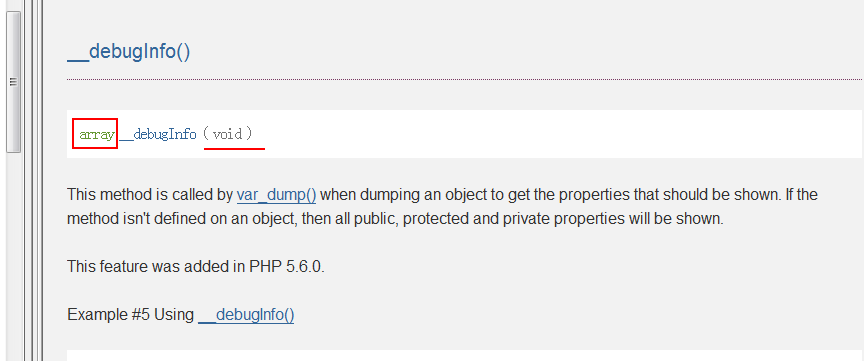 __debugInfo()
array __debugInfo ( void )
This method is called by var_dump() when dumping an object to get the properties that should be shown. If the
method isn't defined on an object, then all public, protected and private properties will be shown.
This feature was added in PHP 5.6.0.
Example #5 Using __debugInfo()